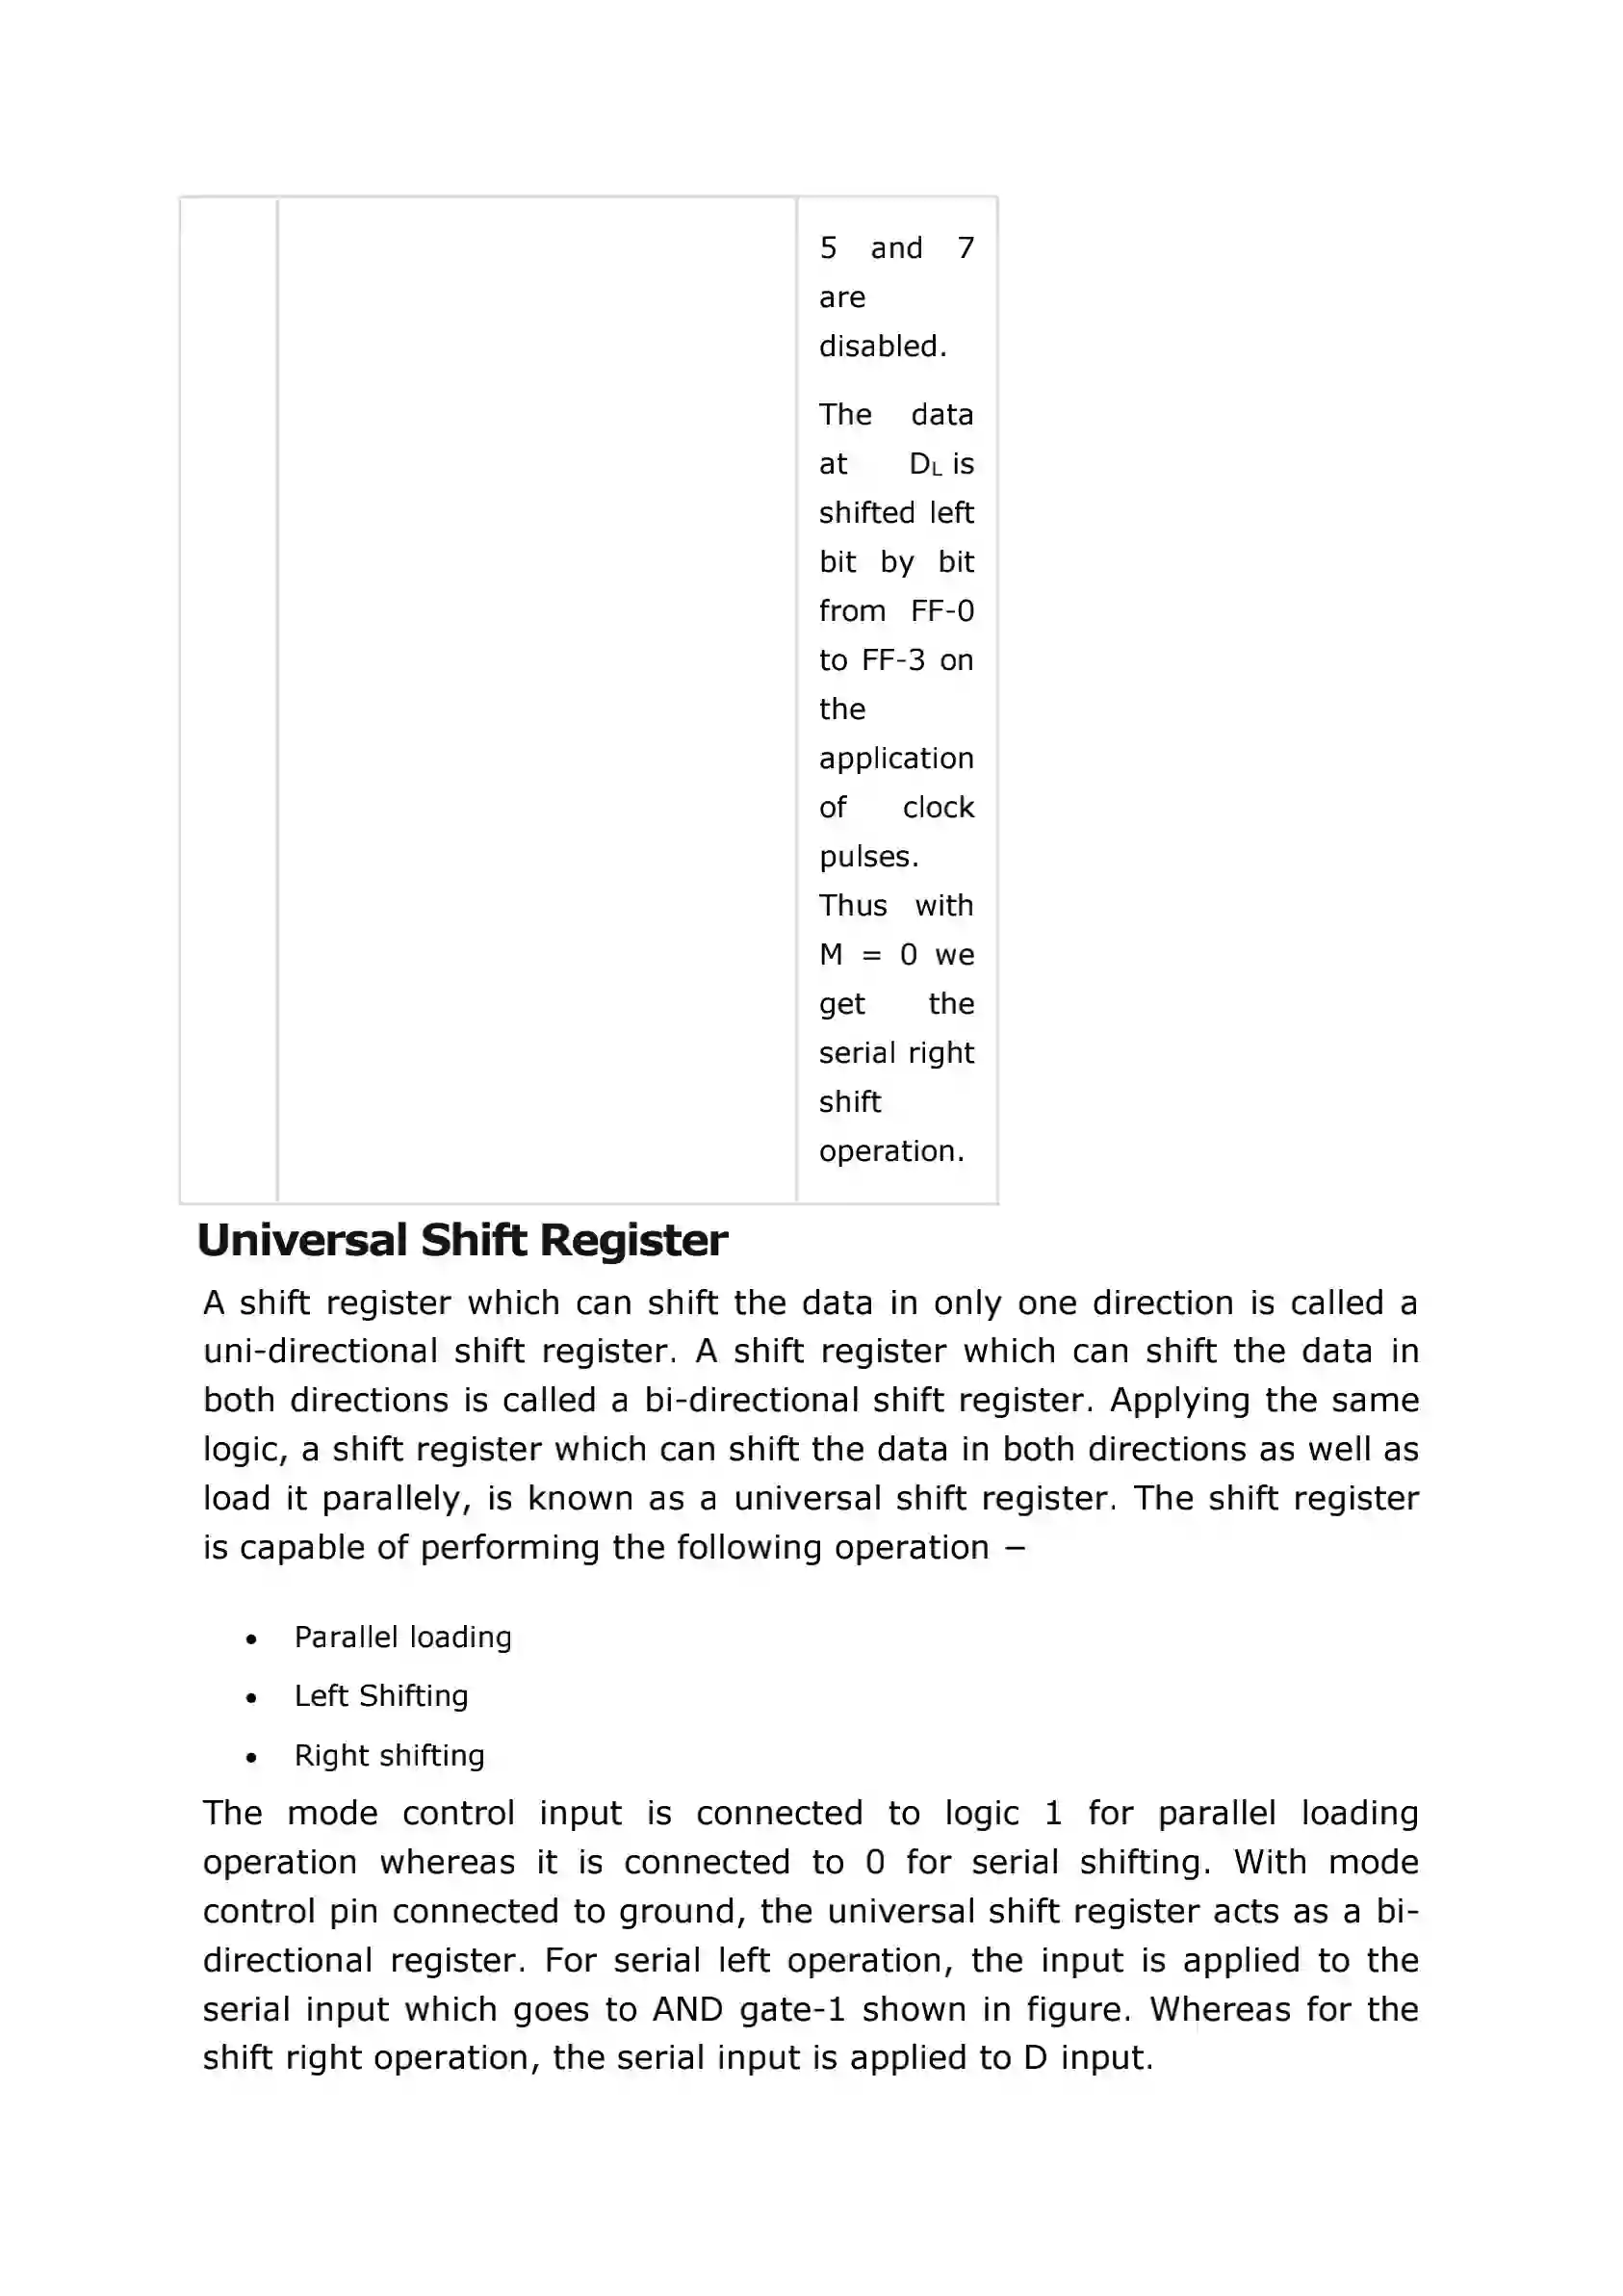 5 and 7
are
disabled.
The data
at DL is
shifted left
bit by bit
from FF-0
to FF-3 on
the
application
of clock
pulses.
Thus with
M = 0 we
get the
serial right
shift
operation.
Universal Shift Register
A shift register which can shift the data in only one direction is called a
uni-directional shift register. A shift register which can shift the data in
both directions is called a bi-directional shift register. Applying the same
logic, a shift register which can shift the data in both directions as well as
load it parallely, is known as a universal shift register. The shift register
is capable of performing the following operation −
• Parallel loading
• Left Shifting
• Right shifting
The mode control input is connected to logic 1 for parallel loading
operation whereas it is connected to 0 for serial shifting. With mode
control pin connected to ground, the universal shift register acts as a bi-
directional register. For serial left operation, the input is applied to the
serial input which goes to AND gate-1 shown in figure. Whereas for the
shift right operation, the serial input is applied to D input.